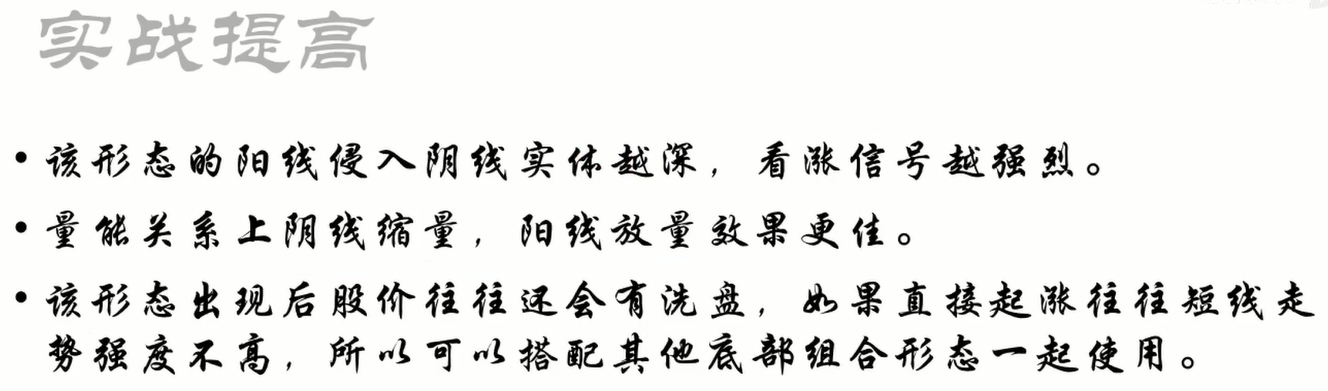 实战提高
• 该形态的阳线侵入阴线实体越深，看涨信号越强烈。
• 量能关系上阴线缩量，阳线放量效果更佳。
• 该形态出现后股价往往还会有洗盘，如果直接起涨往往短线走
势强度不高，所以可以搭配其他底部组合形态一起使用。